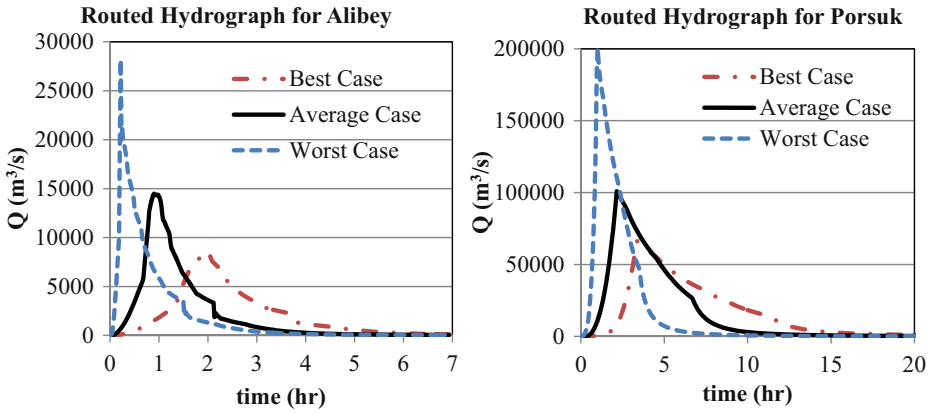 Routed Hydrograph for Alibey
Q (m³/s)
30000
25000
20000
15000
10000
5000
0
0 1 2 3 4 5 6 7
time (hr)
Best Case
Average Case
Worst Case
Routed Hydrograph for Porsuk
Q (m³/s)
200000
150000
100000
50000
0
0 5 10 15 20
time (hr)
Best Case
Average Case
Worst Case